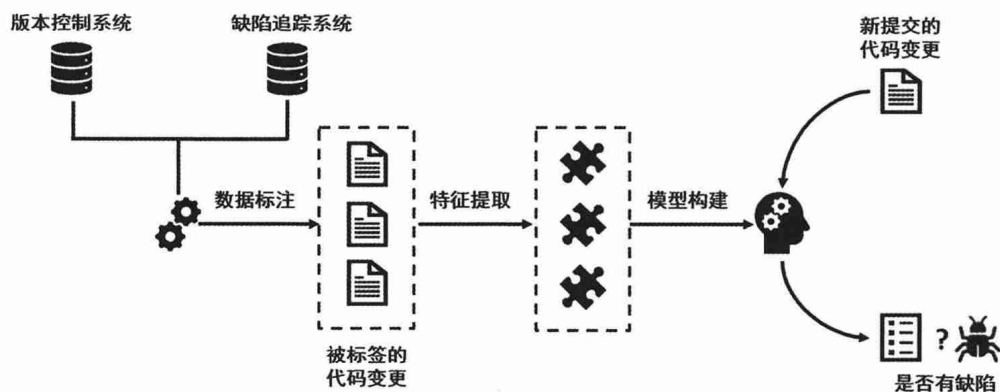 版本控制系统
缺陷追踪系统
新提交的
代码变更
数据标注
特征提取
模型构建
被标签的
代码变更
?
是否有缺陷